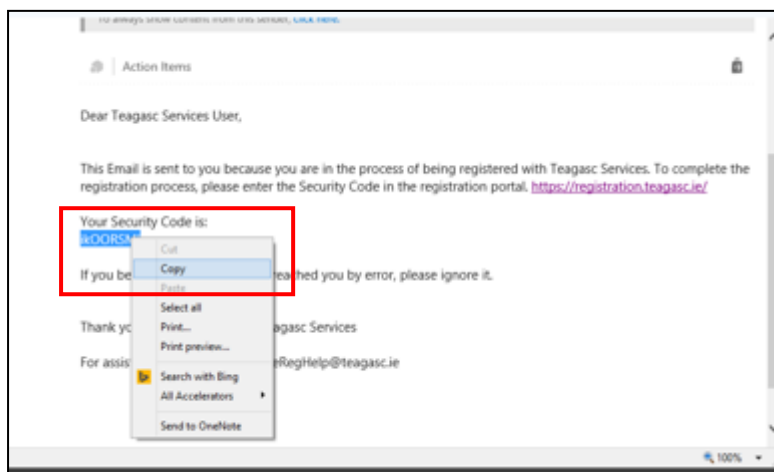 To always show content from this sender, click here.
Action Items
Dear Teagasc Services User,
This Email is sent to you because you are in the process of being registered with Teagasc Services. To complete the
registration process, please enter the Security Code in the registration portal. https://registration.teagasc.ie/
Your Security Code is:
Cut
Copy
If you be reached you by error, please ignore it.
Paste
Select all
Thank yo Print... agasc Services
Print preview...
For assis eRegHelp@teagasc.ie
Search with Bing
All Accelerators
Send to OneNote
100%